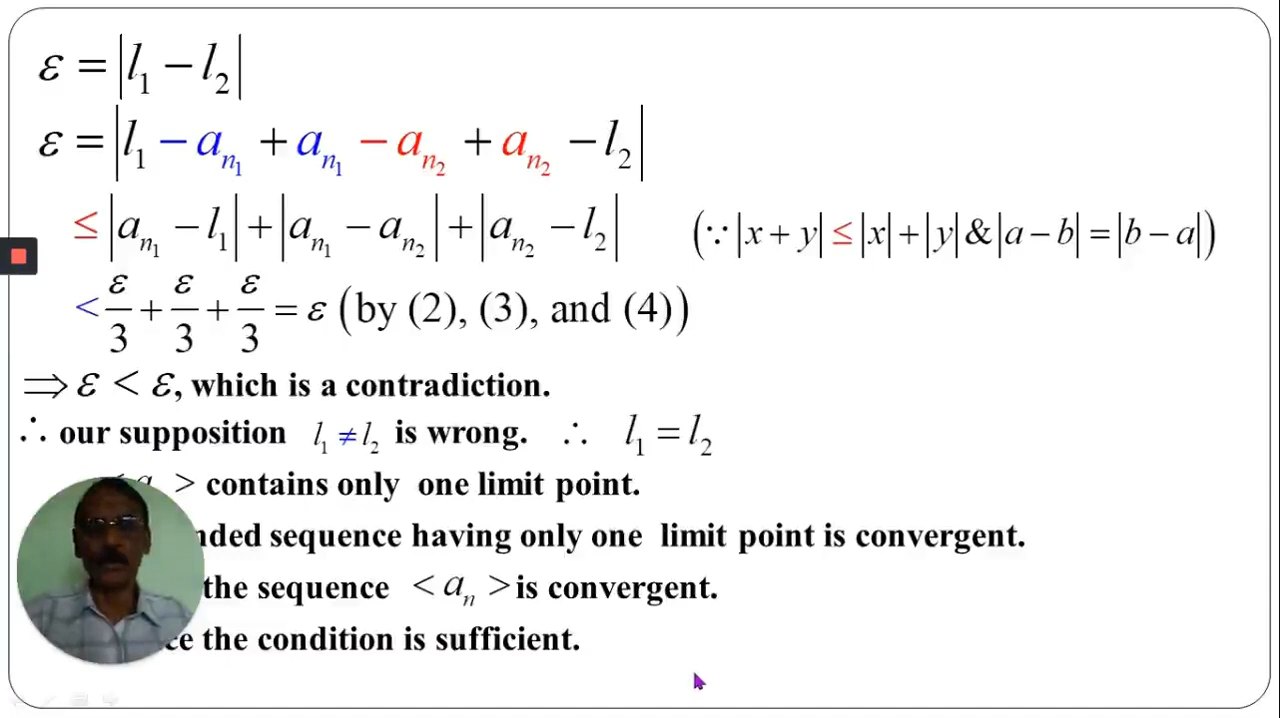 ε = |l₁ − l₂|
ε = |l₁ − aₙ₁ + aₙ₁ − aₙ₂ + aₙ₂ − l₂|
≤ |aₙ₁ − l₁| + |aₙ₁ − aₙ₂| + |aₙ₂ − l₂| (∵ |x + y| ≤ |x| + |y| & |a − b| = |b − a|)
< ε/3 + ε/3 + ε/3 = ε (by (2), (3), and (4))
⇒ ε < ε, which is a contradiction.
∴ our supposition l₁ ≠ l₂ is wrong. ∴ l₁ = l₂
> contains only one limit point.
sequence having only one limit point is convergent.
the sequence < aₙ > is convergent.
the condition is sufficient.